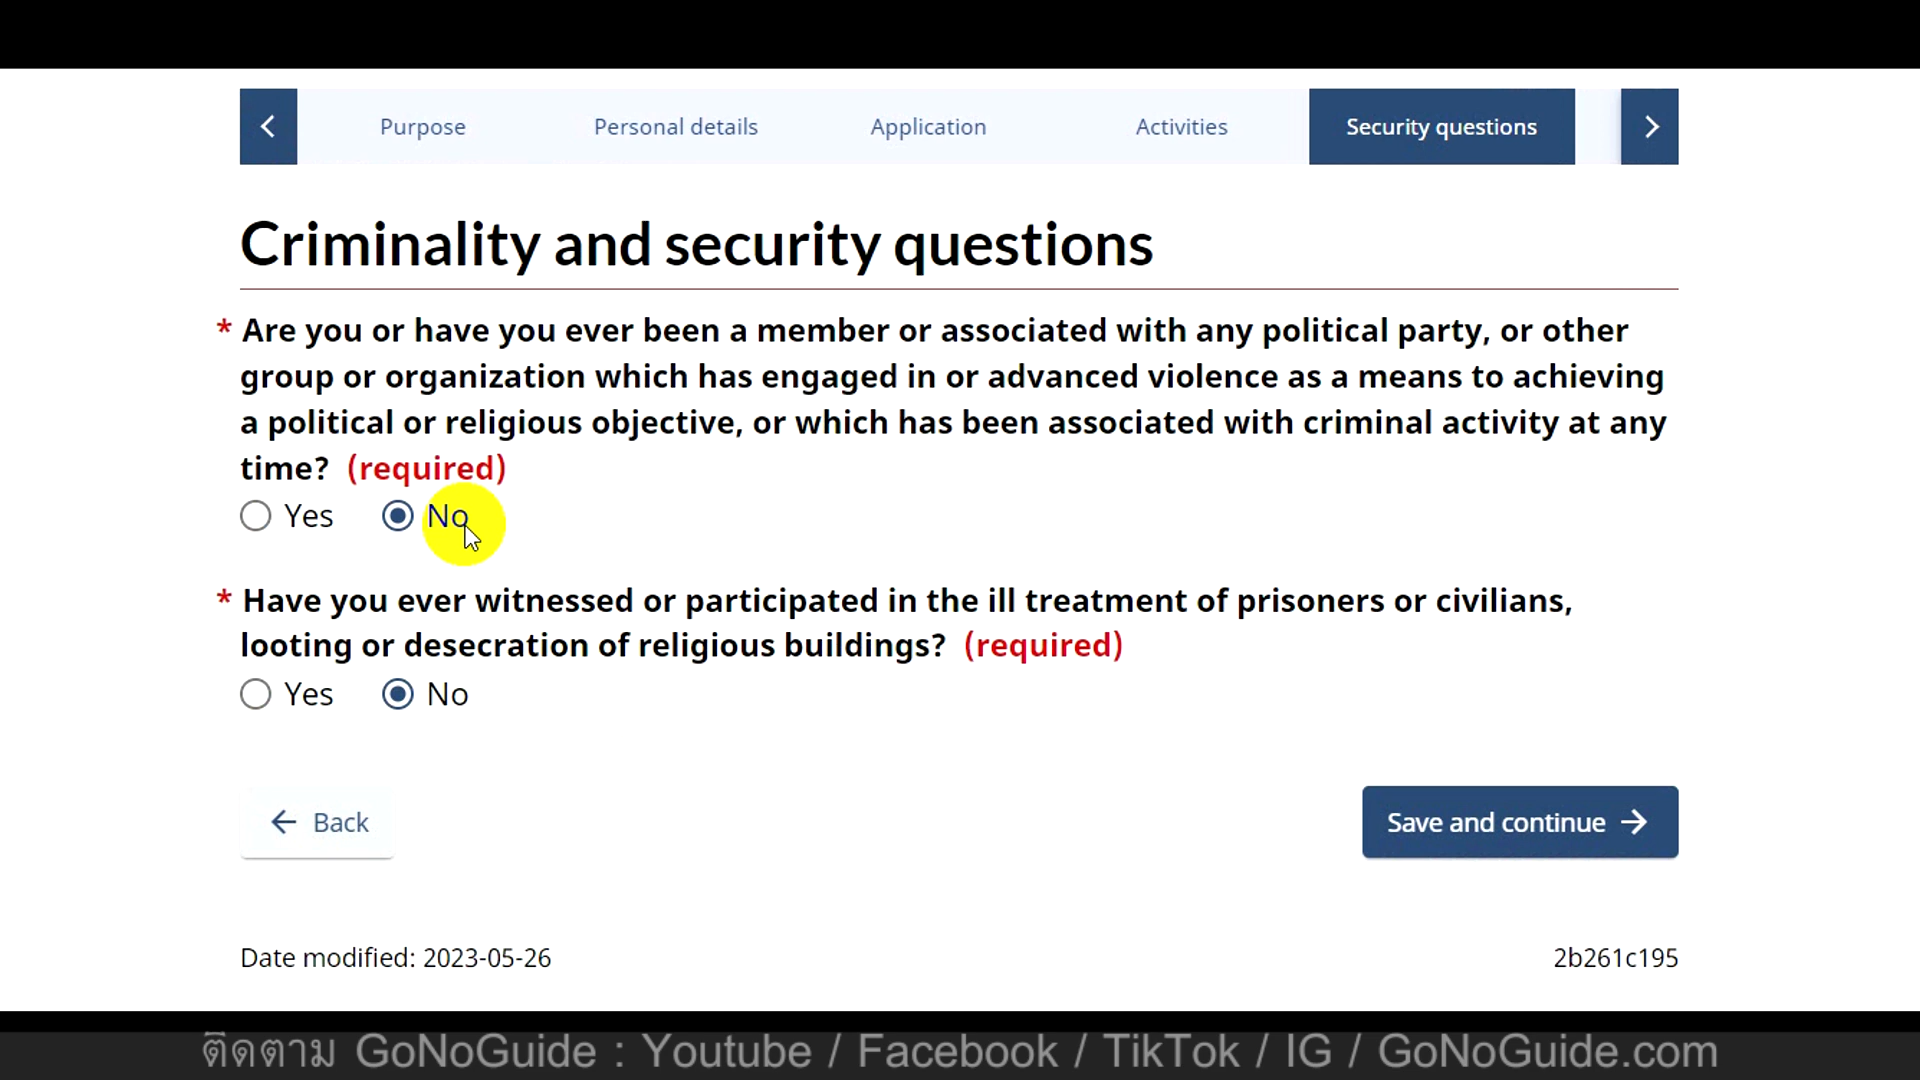 Purpose Personal details Application Activities Security questions
Criminality and security questions
* Are you or have you ever been a member or associated with any political party, or other
group or organization which has engaged in or advanced violence as a means to achieving
a political or religious objective, or which has been associated with criminal activity at any
time? (required)
Yes No
* Have you ever witnessed or participated in the ill treatment of prisoners or civilians,
looting or desecration of religious buildings? (required)
Yes No
Back Save and continue
Date modified: 2023-05-26 2b261c195
ติดตาม GoNoGuide : Youtube / Facebook / TikTok / IG / GoNoGuide.com